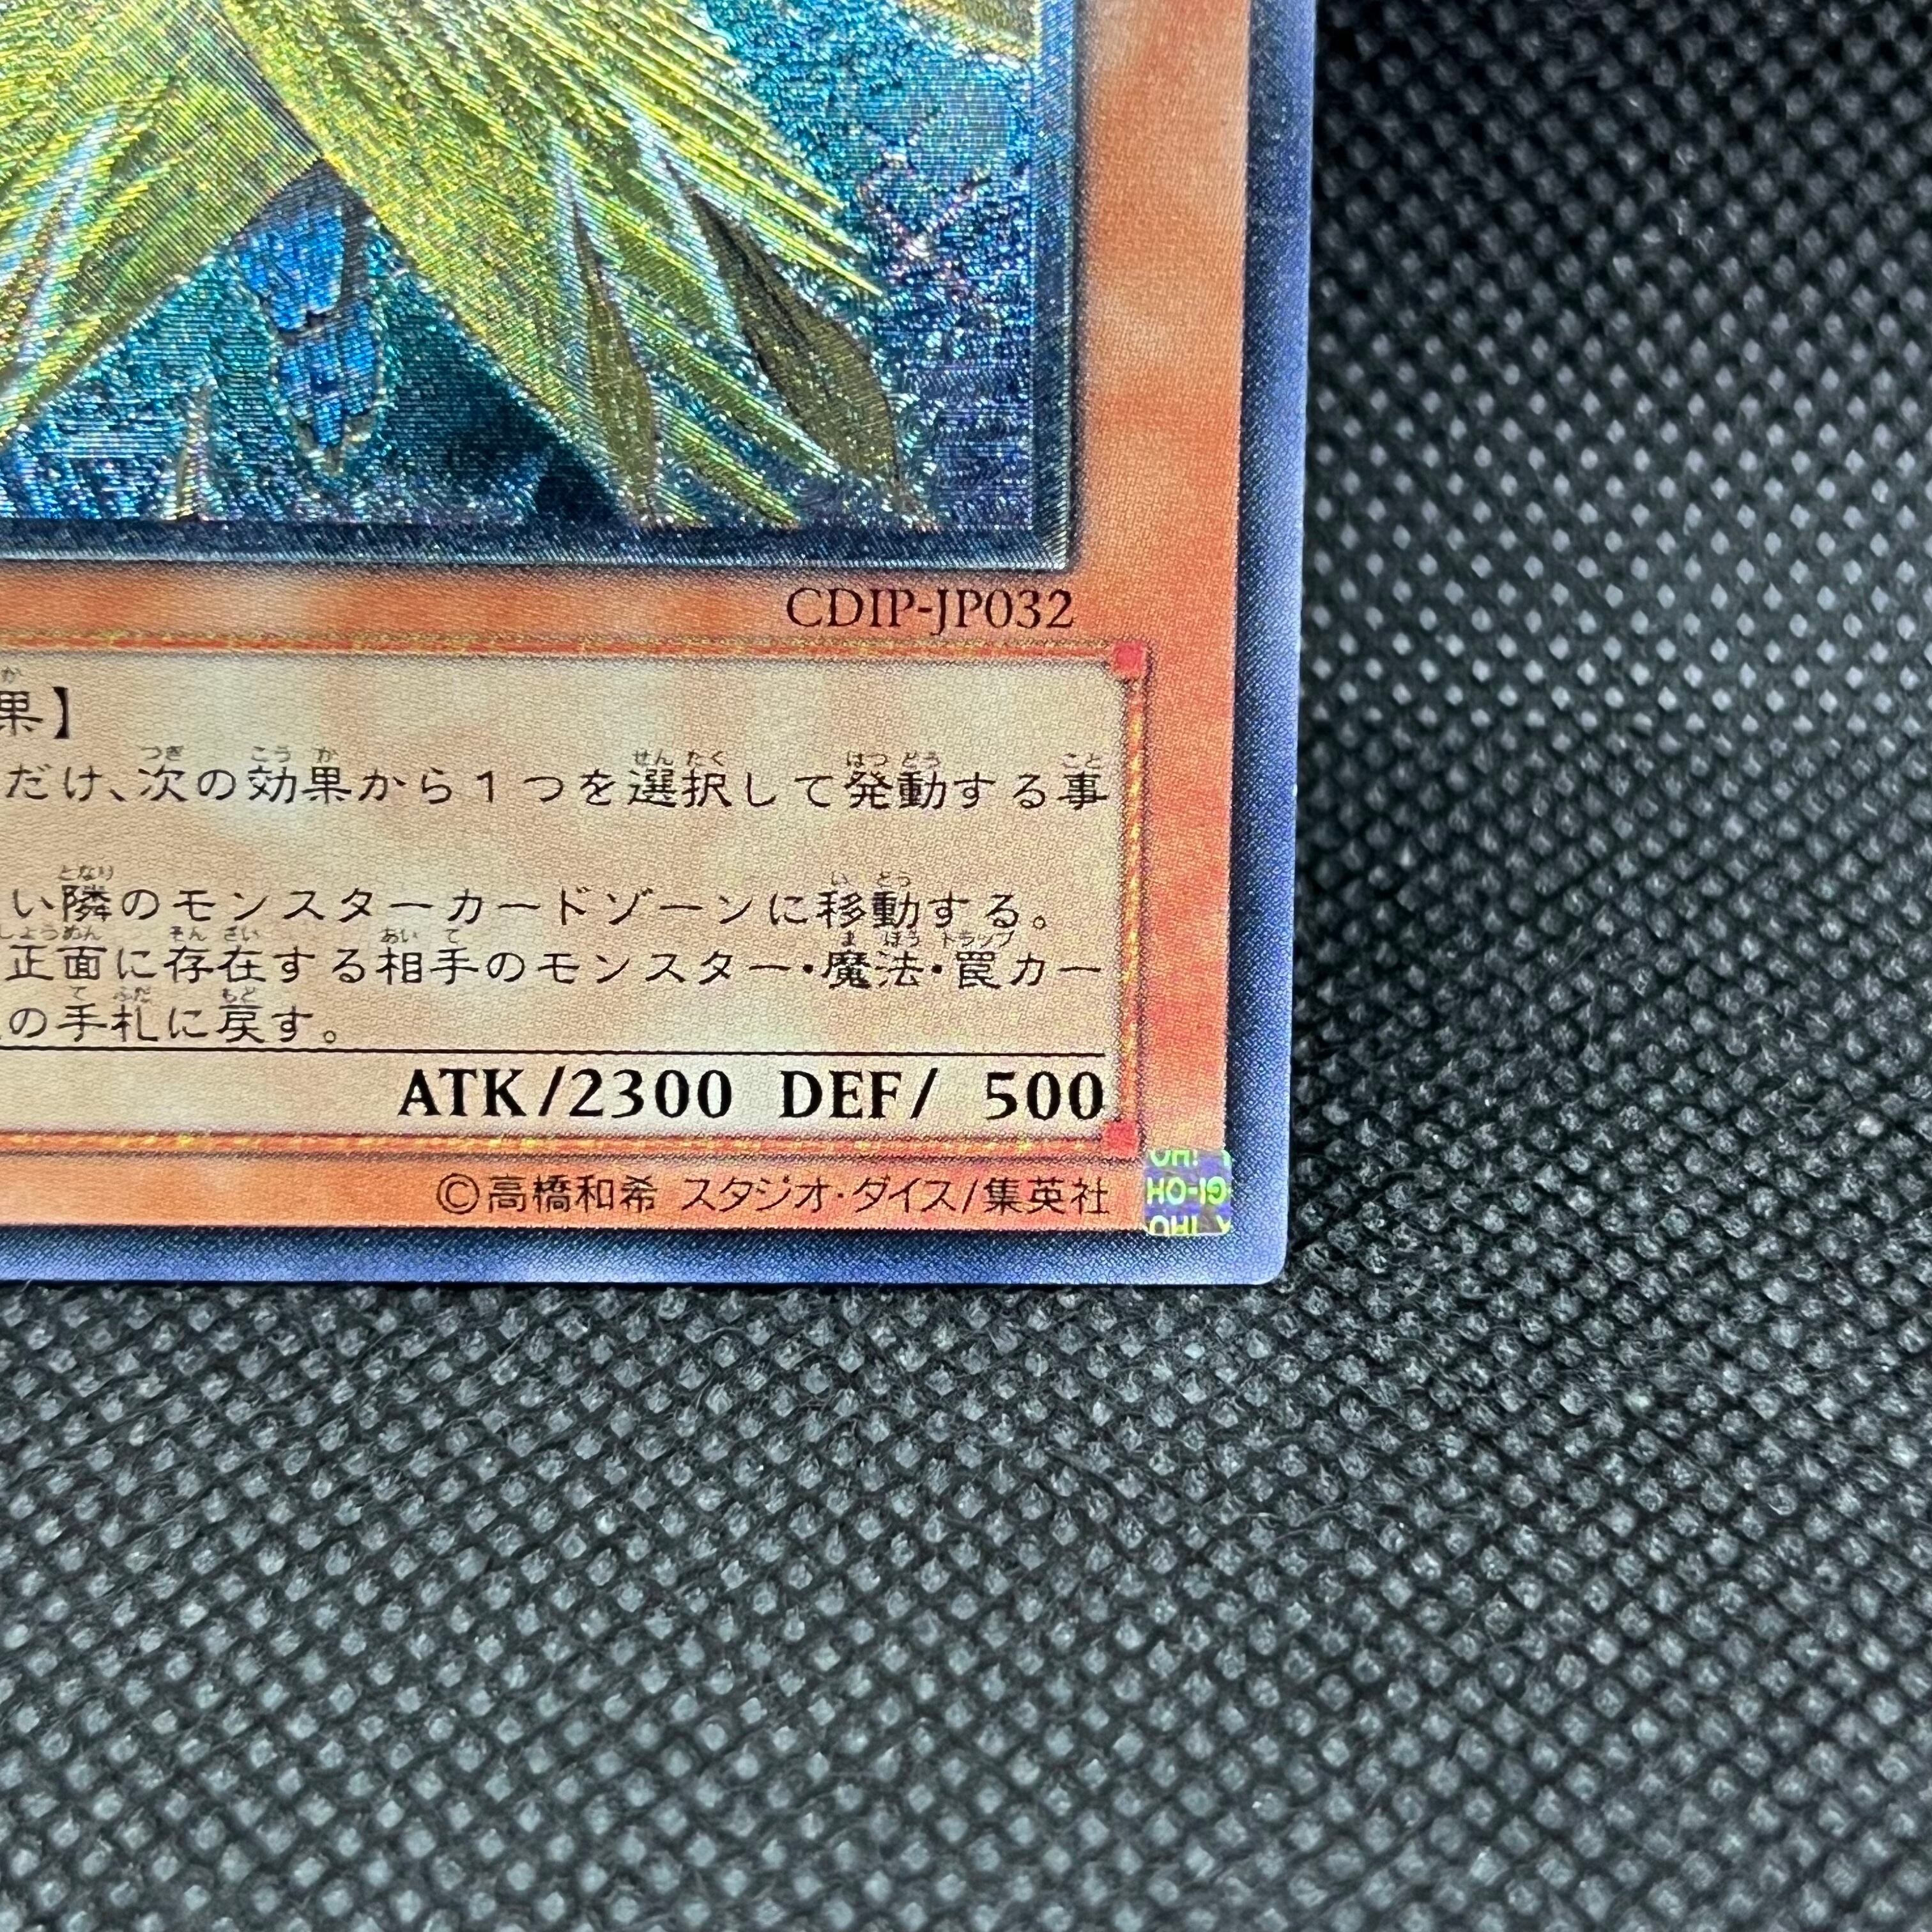 CDIP-JP032
果】
だけ、次の効果から１つを選択して発動する事
い隣のモンスターカードゾーンに移動する。
正面に存在する相手のモンスター・魔法・罠カー
の手札に戻す。
ATK/2300 DEF/ 500
©高橋和希 スタジオ・ダイス/集英社